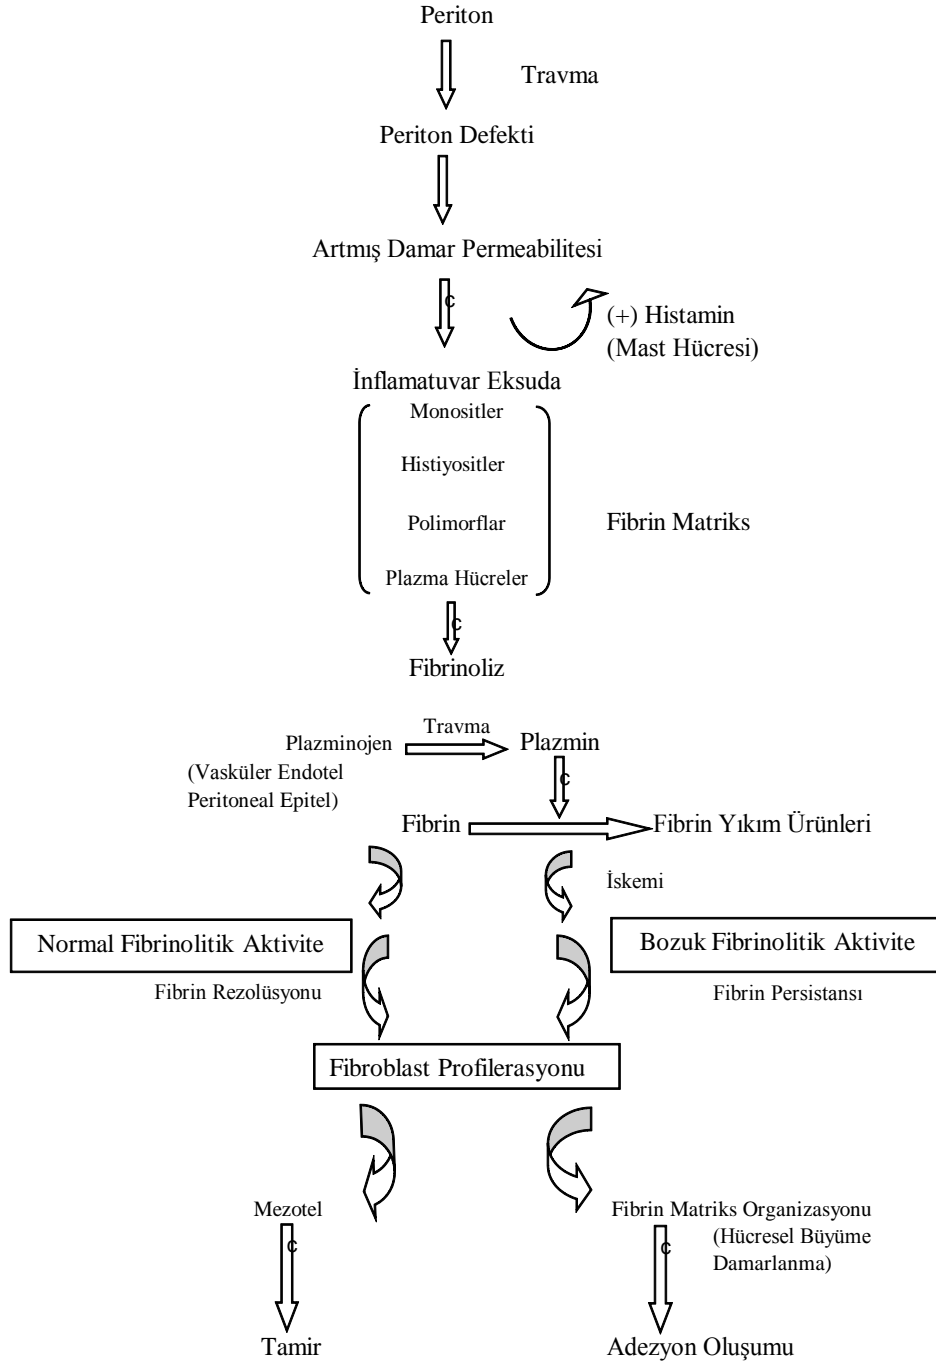 Periton
Travma
Periton Defekti
Artmış Damar Permeabilitesi
c
(+) Histamin
(Mast Hücresi)
İnflamatuvar Eksuda
Monositler
Histiyositler
Polimorflar
Fibrin Matriks
Plazma Hücreler
c
Fibrinoliz
Travma
Plazminojen
Plazmin
(Vasküler Endotel
Peritoneal Epitel)
c
Fibrin
Fibrin Yıkım Ürünleri
İskemi
Normal Fibrinolitik Aktivite
Bozuk Fibrinolitik Aktivite
Fibrin Rezolüsyonu
Fibrin Persistansı
Fibroblast Profilerasyonu
Mezotel
Fibrin Matriks Organizasyonu
(Hücresel Büyüme
Damarlanma)
c
c
Tamir
Adezyon Oluşumu